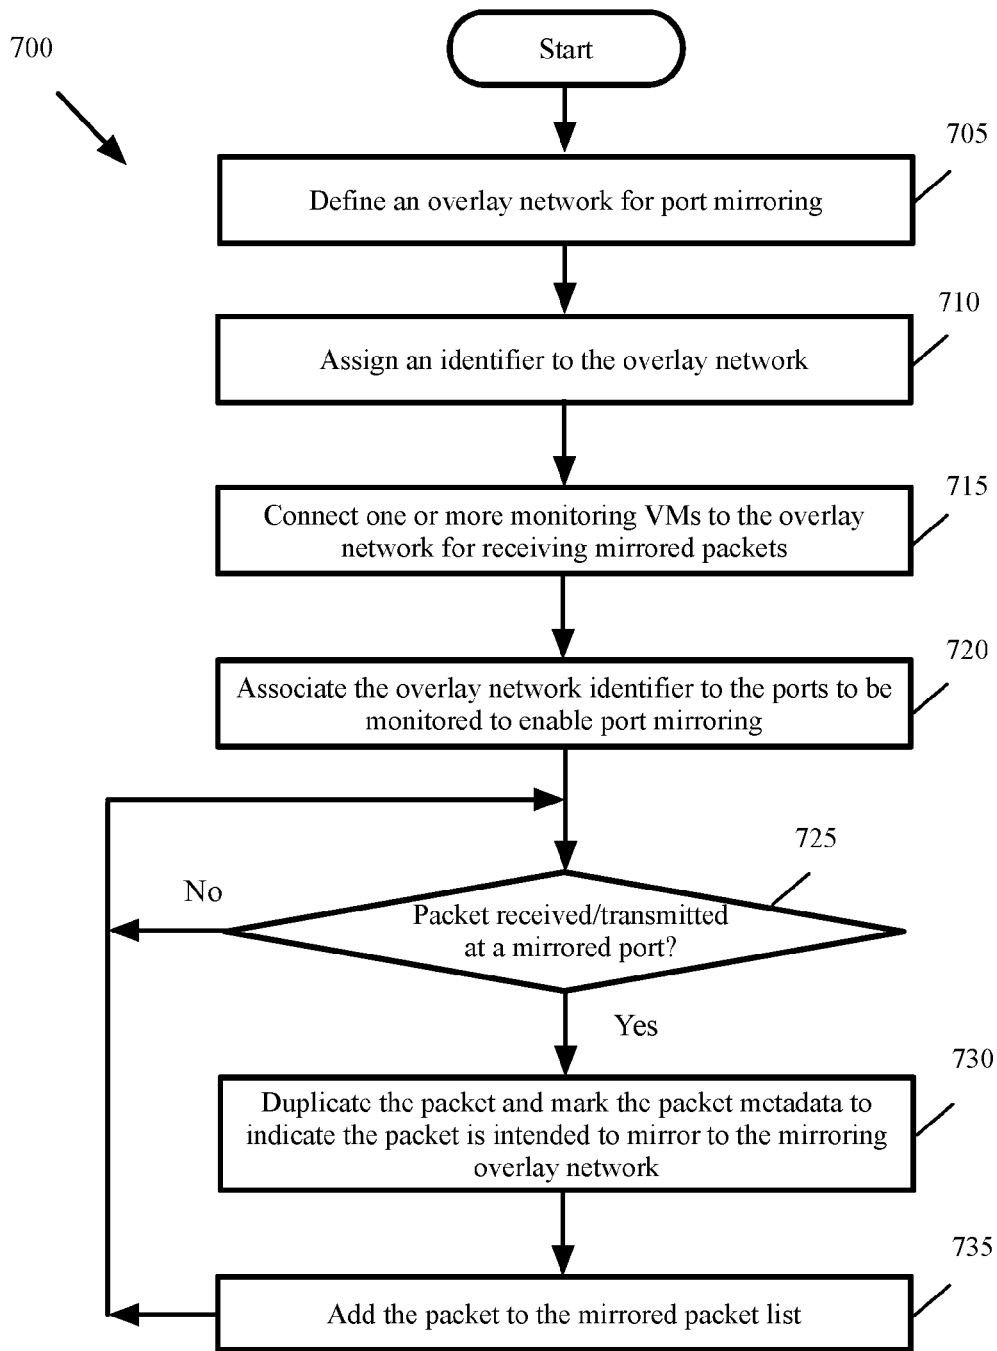 700
Start
705
Define an overlay network for port mirroring
710
Assign an identifier to the overlay network
715
Connect one or more monitoring VMs to the overlay
network for receiving mirrored packets
720
Associate the overlay network identifier to the ports to be
monitored to enable port mirroring
725
No
Packet received/transmitted
at a mirrored port?
Yes
730
Duplicate the packet and mark the packet metadata to
indicate the packet is intended to mirror to the mirroring
overlay network
735
Add the packet to the mirrored packet list